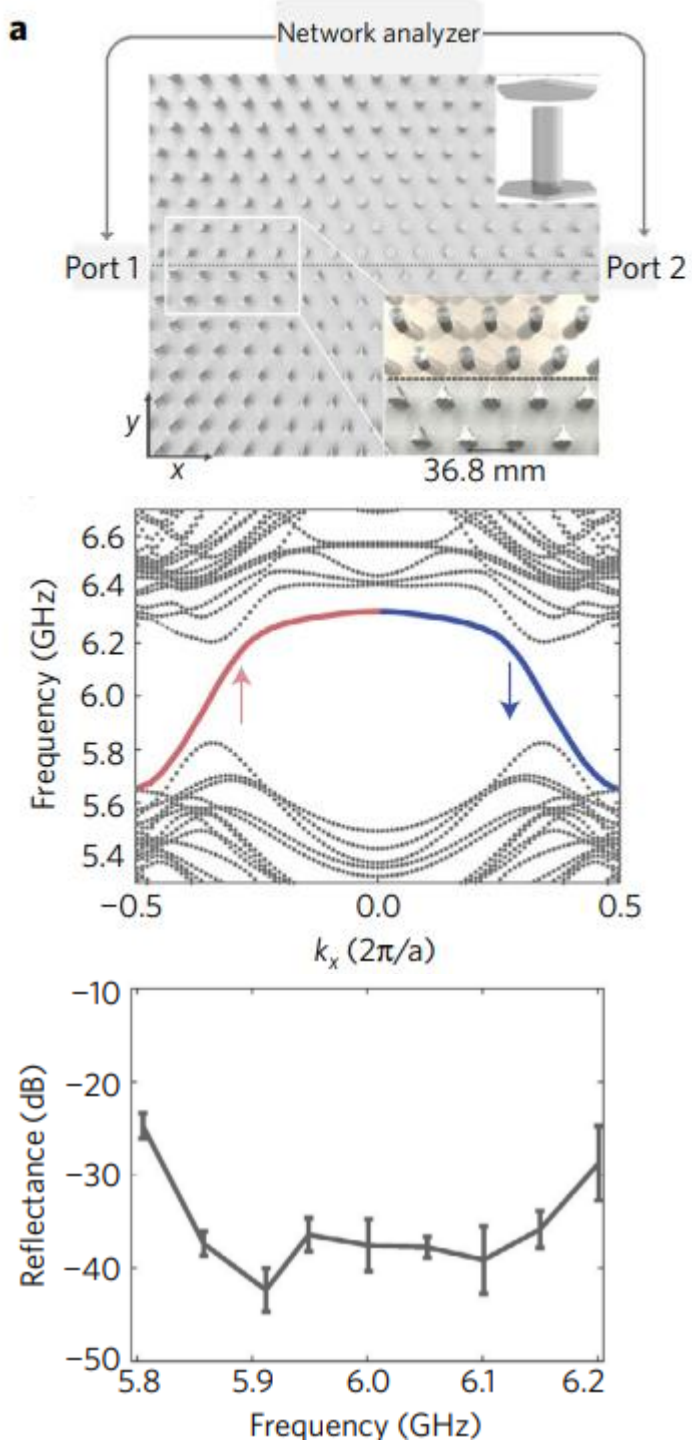 a
Network analyzer
Port 1
Port 2
y
x
36.8 mm
Frequency (GHz)
6.6
6.4
6.2
6.0
5.8
5.6
5.4
−0.5
0.0
0.5
kₓ (2π/a)
Reflectance (dB)
−10
−20
−30
−40
−50
5.8
5.9
6.0
6.1
6.2
Frequency (GHz)